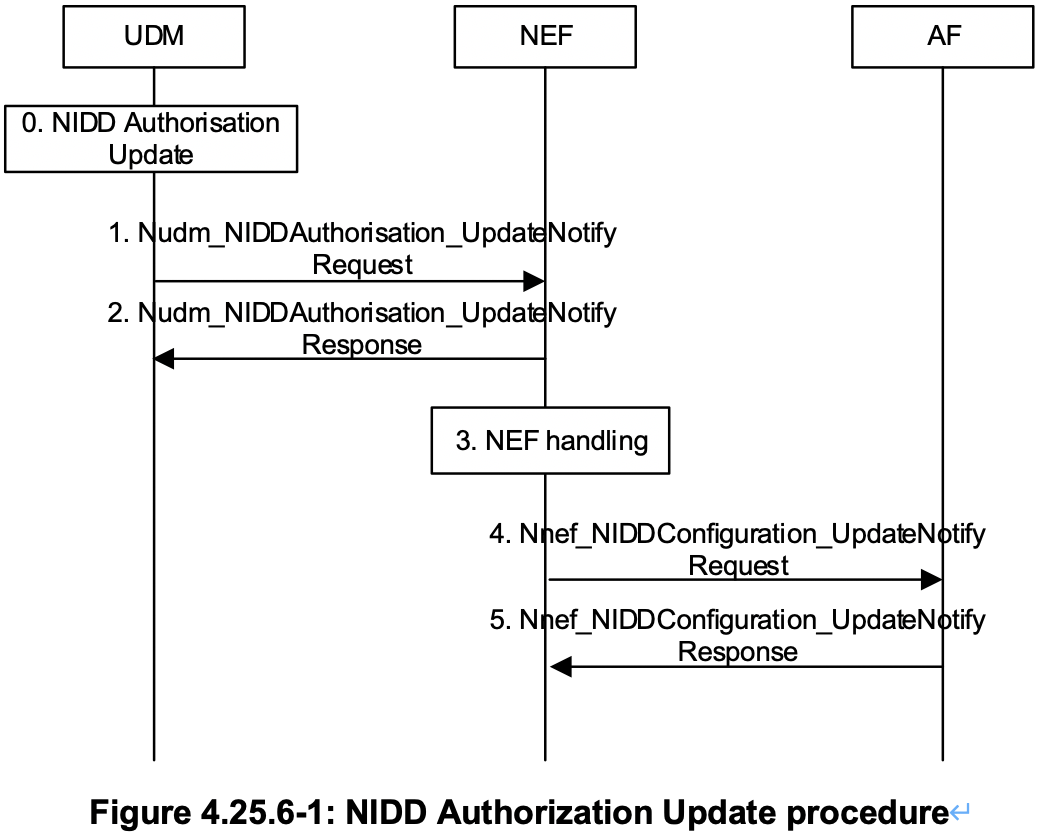 UDM
NEF
AF
0. NIDD Authorisation
Update
1. Nudm_NIDDAuthorisation_UpdateNotify
Request
2. Nudm_NIDDAuthorisation_UpdateNotify
Response
3. NEF handling
4. Nnef_NIDDConfiguration_UpdateNotify
Request
5. Nnef_NIDDConfiguration_UpdateNotify
Response
Figure 4.25.6-1: NIDD Authorization Update procedure↵